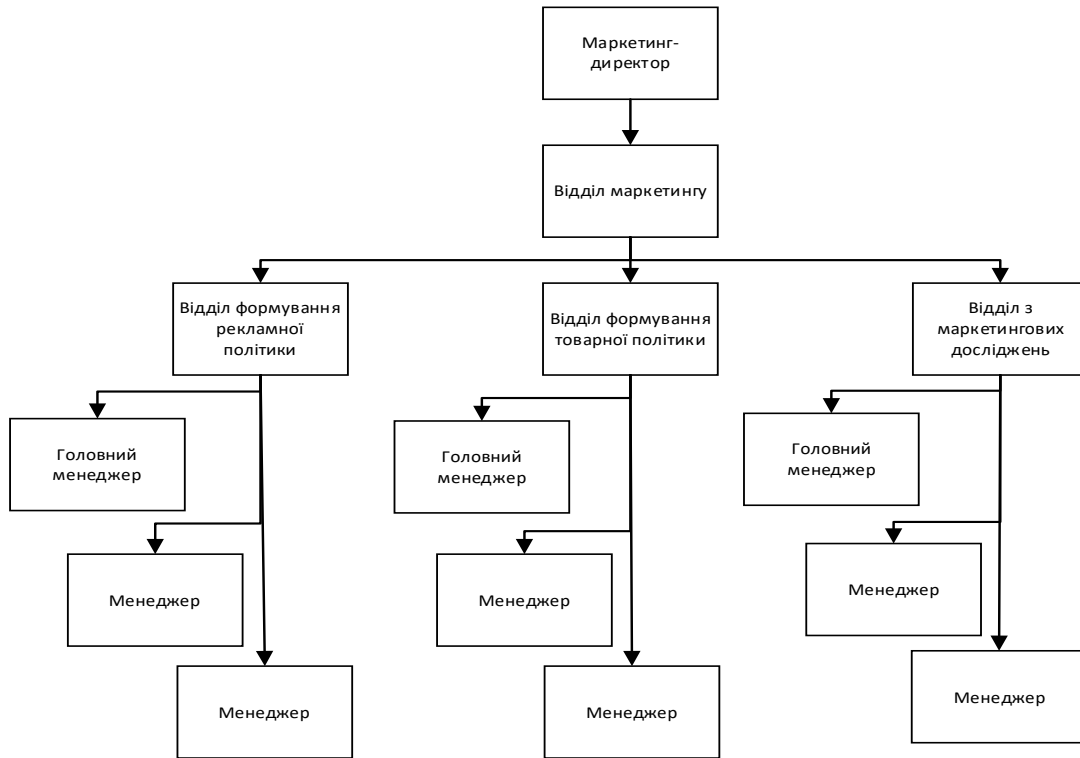 Маркетинг-
директор
Відділ маркетингу
Відділ формування
рекламної
політики
Відділ формування
товарної політики
Відділ з
маркетингових
досліджень
Головний
менеджер
Головний
менеджер
Головний
менеджер
Менеджер
Менеджер
Менеджер
Менеджер
Менеджер
Менеджер